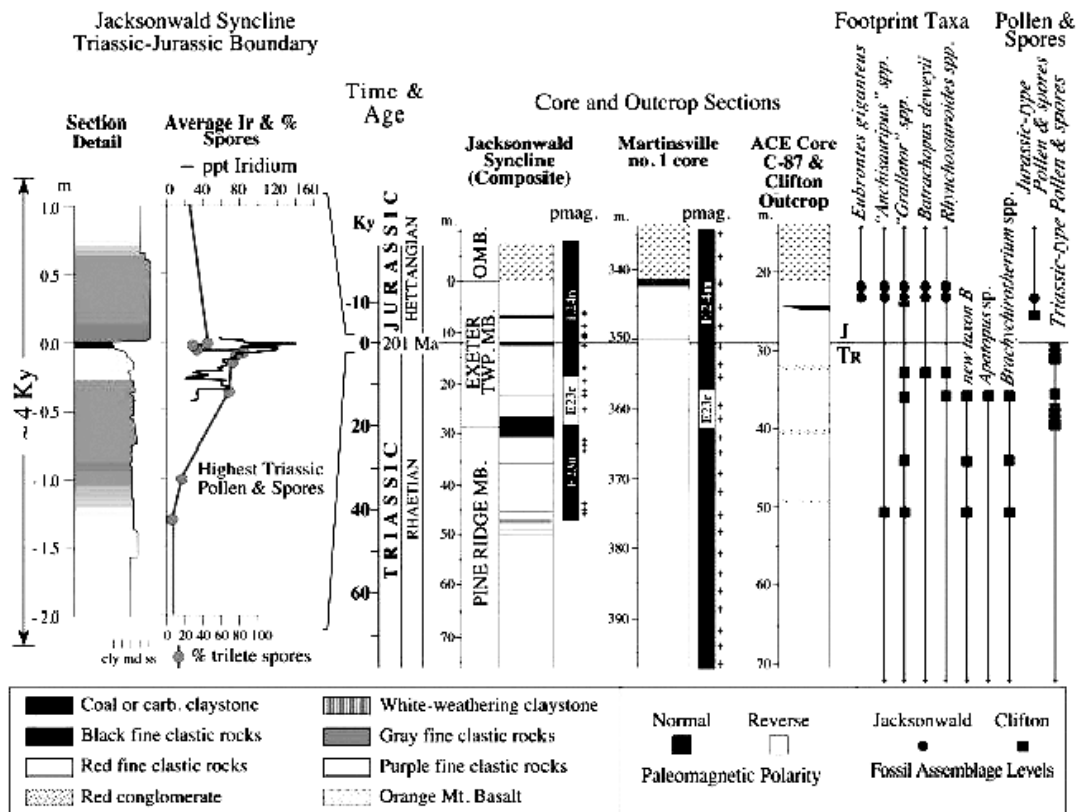 Jacksonwald Syncline
Triassic-Jurassic Boundary
Section
Detail
Average Ir & %
Spores
ppt Iridium
0 40 80 120 160
m
1.0
0.5
0.0
-0.5
-1.0
-1.5
-2.0
~ 4 Ky
Highest Triassic
Pollen & Spores
0 20 40 60 80 100
cly md ss
% trilete spores
Time &
Age
Ky
-10
0
10
20
40
60
JURASSIC
HETTANGIAN
201 Ma
TRIASSIC
RHAETIAN
Core and Outcrop Sections
Jacksonwald
Syncline
(Composite)
m.
pmag.
O.MB.
EXETER
TWP. MB.
PINE RIDGE MB.
0
10
20
30
40
50
60
70
E24n
E23r
E23n
Martinsville
no. 1 core
m.
pmag.
340
350
360
370
380
390
E24n
E23r
ACE Core
C-87 &
Clifton
Outcrop
m.
20
30
40
50
60
70
J
TR
Footprint Taxa
Eubrontes giganteus
"Anchisauripus" spp.
"Grallator" spp.
Batrachopus deweyii
Rhynchosauroides spp.
new taxon B
Apatopus sp.
Brachychirotherium spp.
Pollen &
Spores
Jurassic-type
Pollen & spores
Trassic-type Pollen & spores
Coal or carb. claystone
Black fine clastic rocks
Red fine clastic rocks
Red conglomerate
White-weathering claystone
Gray fine clastic rocks
Purple fine clastic rocks
Orange Mt. Basalt
Normal
Reverse
Paleomagnetic Polarity
Jacksonwald
Clifton
Fossil Assemblage Levels